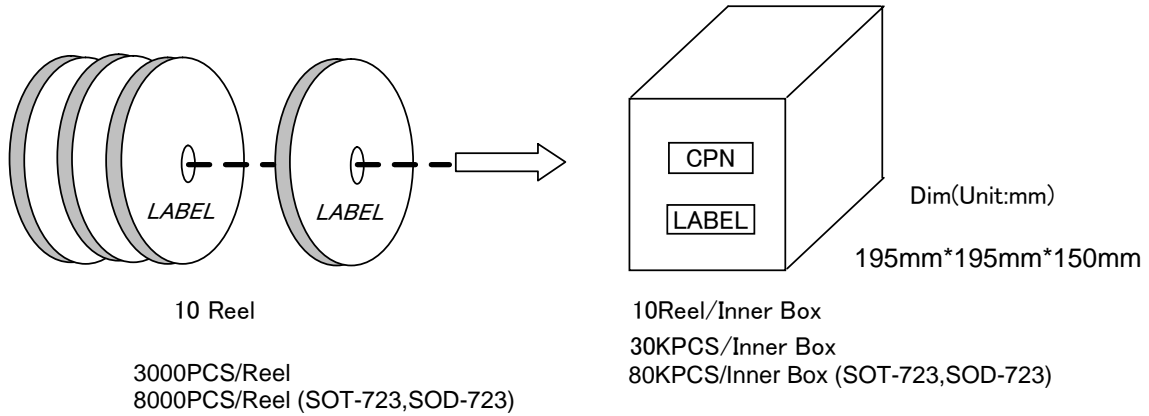 LABEL
LABEL
10 Reel
3000PCS/Reel
8000PCS/Reel (SOT-723,SOD-723)
CPN
LABEL
Dim(Unit:mm)
195mm*195mm*150mm
10Reel/Inner Box
30KPCS/Inner Box
80KPCS/Inner Box (SOT-723,SOD-723)